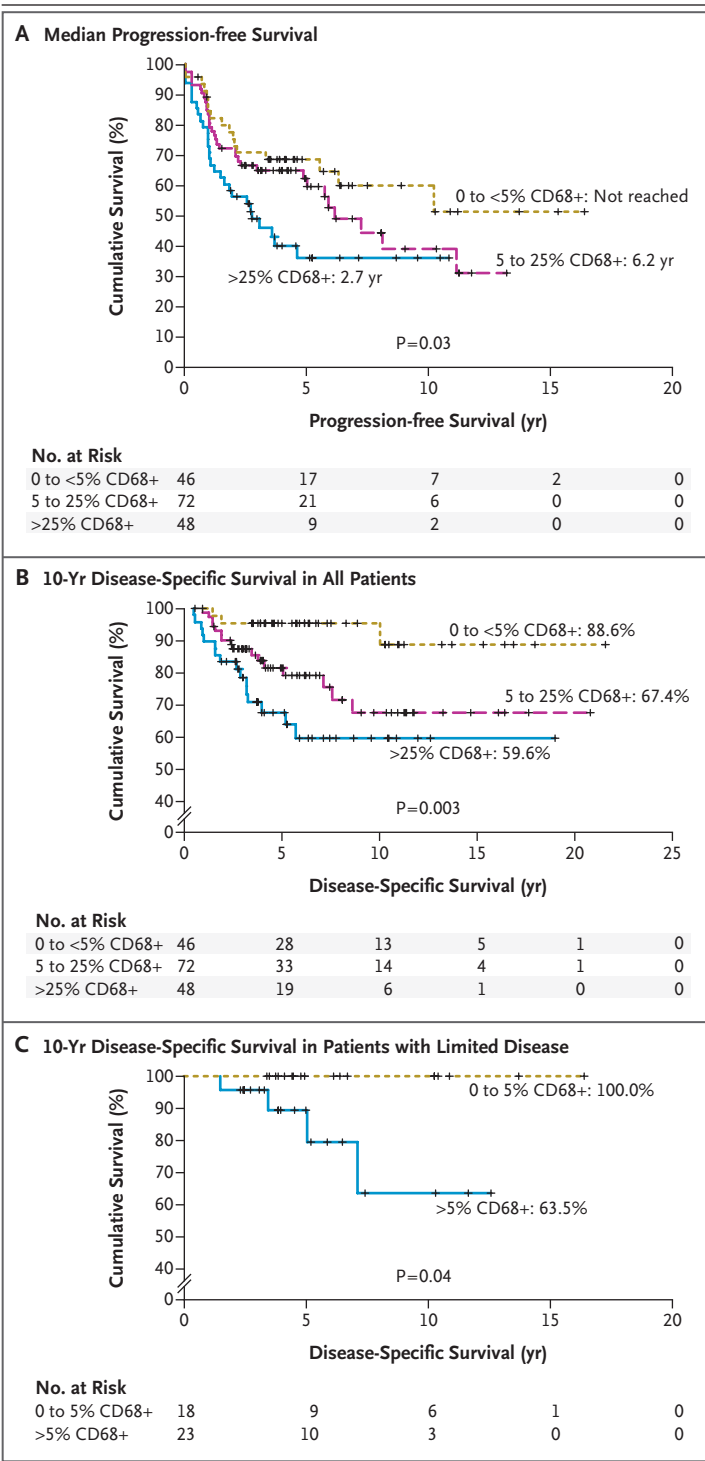 A Median Progression-free Survival
100
90
80
70
60
50
40
30
20
10
0
Cumulative Survival (%)
0 to <5% CD68+: Not reached
5 to 25% CD68+: 6.2 yr
>25% CD68+: 2.7 yr
P=0.03
0 5 10 15 20
Progression-free Survival (yr)
No. at Risk
0 to <5% CD68+ 46 17 7 2 0
5 to 25% CD68+ 72 21 6 0 0
>25% CD68+ 48 9 2 0 0
B 10-Yr Disease-Specific Survival in All Patients
100
90
80
70
60
50
40
0
Cumulative Survival (%)
0 to <5% CD68+: 88.6%
5 to 25% CD68+: 67.4%
>25% CD68+: 59.6%
P=0.003
0 5 10 15 20 25
Disease-Specific Survival (yr)
No. at Risk
0 to <5% CD68+ 46 28 13 5 1 0
5 to 25% CD68+ 72 33 14 4 1 0
>25% CD68+ 48 19 6 1 0 0
C 10-Yr Disease-Specific Survival in Patients with Limited Disease
100
90
80
70
60
50
40
0
Cumulative Survival (%)
0 to 5% CD68+: 100.0%
>5% CD68+: 63.5%
P=0.04
0 5 10 15 20
Disease-Specific Survival (yr)
No. at Risk
0 to 5% CD68+ 18 9 6 1 0
>5% CD68+ 23 10 3 0 0